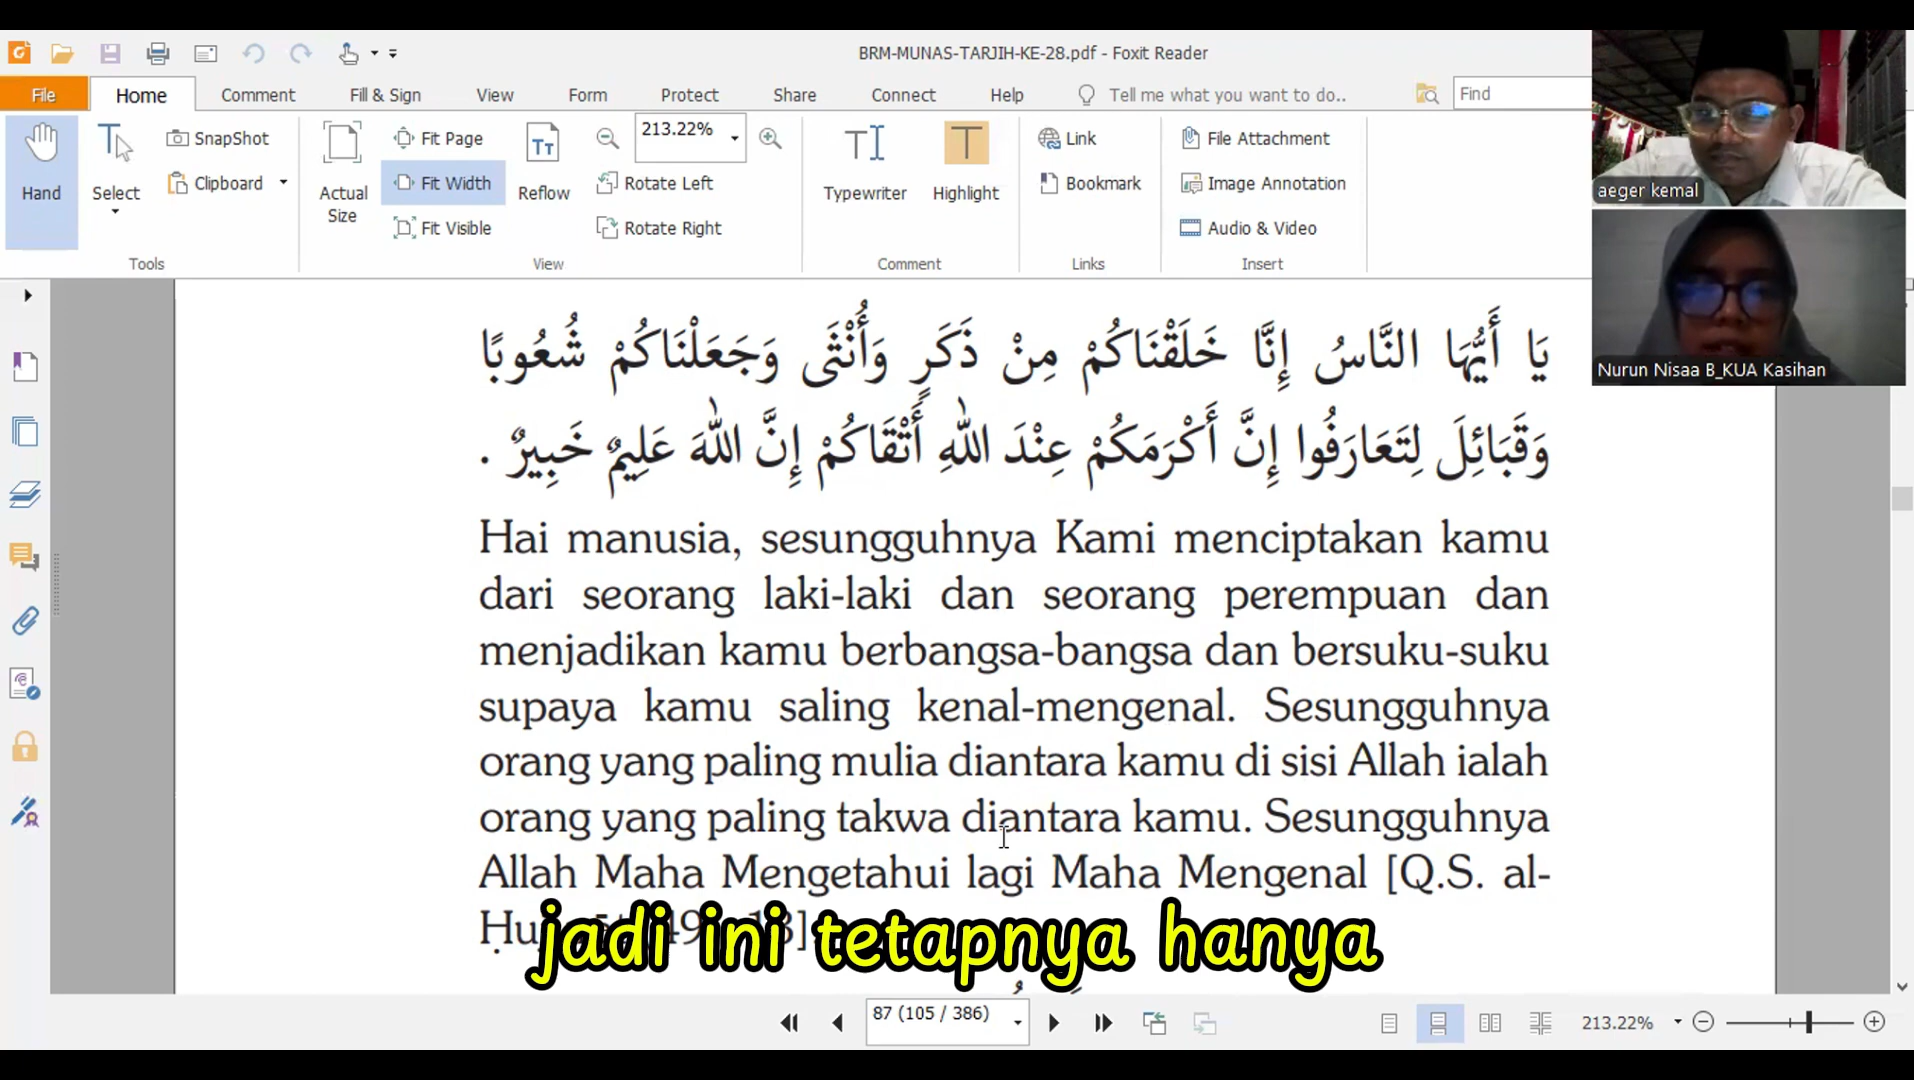 BRM-MUNAS-TARJIH-KE-28.pdf - Foxit Reader
File Home Comment Fill & Sign View Form Protect Share Connect Help Tell me what you want to do.. Find
Hand
Select
SnapShot
Clipboard
Tools
Actual Size
Fit Page
Fit Width
Fit Visible
Reflow
213.22%
Rotate Left
Rotate Right
View
Typewriter
Highlight
Comment
Link
Bookmark
Links
File Attachment
Image Annotation
Audio & Video
Insert
aeger kemal
Nurun Nisaa B_KUA Kasihan
يَا أَيُّهَا النَّاسُ إِنَّا خَلَقْنَاكُمْ مِنْ ذَكَرٍ وَأُنْثَى وَجَعَلْنَاكُمْ شُعُوبًا
وَقَبَائِلَ لِتَعَارَفُوا إِنَّ أَكْرَمَكُمْ عِنْدَ اللهِ أَتْقَاكُمْ إِنَّ اللهَ عَلِيمٌ خَبِيرٌ .
Hai manusia, sesungguhnya Kami menciptakan kamu
dari seorang laki-laki dan seorang perempuan dan
menjadikan kamu berbangsa-bangsa dan bersuku-suku
supaya kamu saling kenal-mengenal. Sesungguhnya
orang yang paling mulia diantara kamu di sisi Allah ialah
orang yang paling takwa diantara kamu. Sesungguhnya
Allah Maha Mengetahui lagi Maha Mengenal [Q.S. al-
jadi ini tetapnya hanya
87 (105 / 386)
213.22%